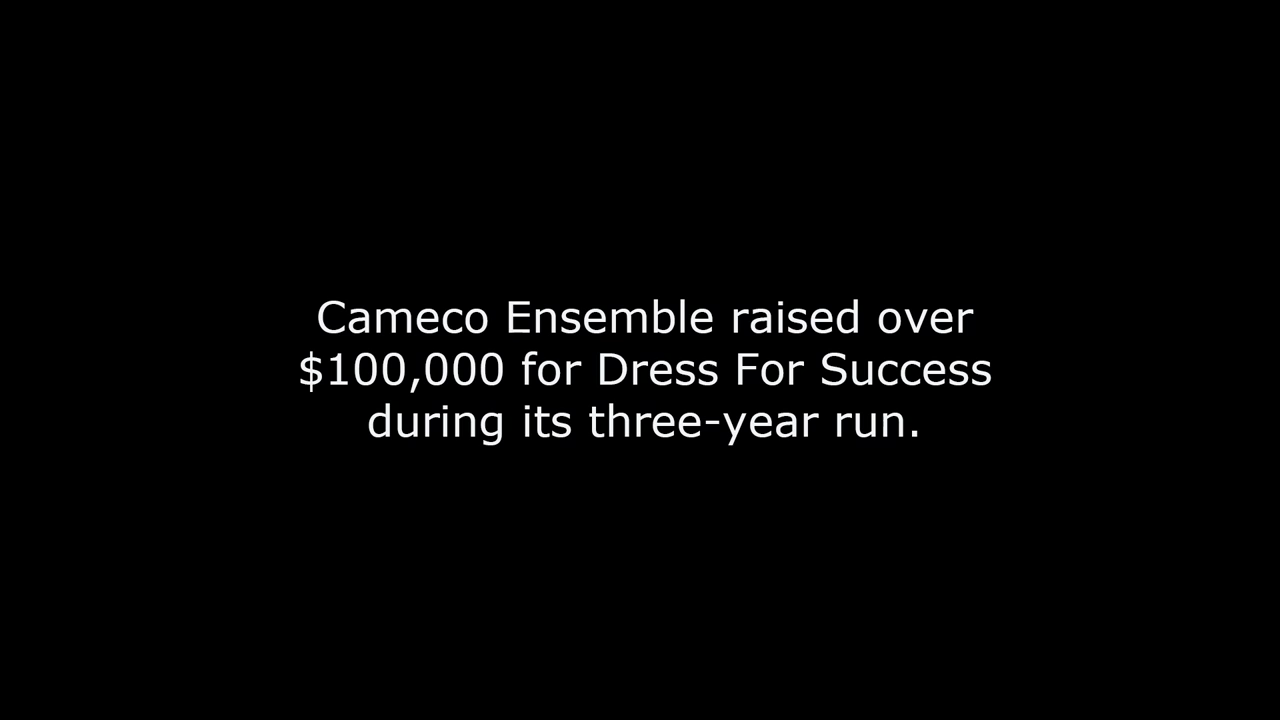 Cameco Ensemble raised over
$100,000 for Dress For Success
during its three-year run.